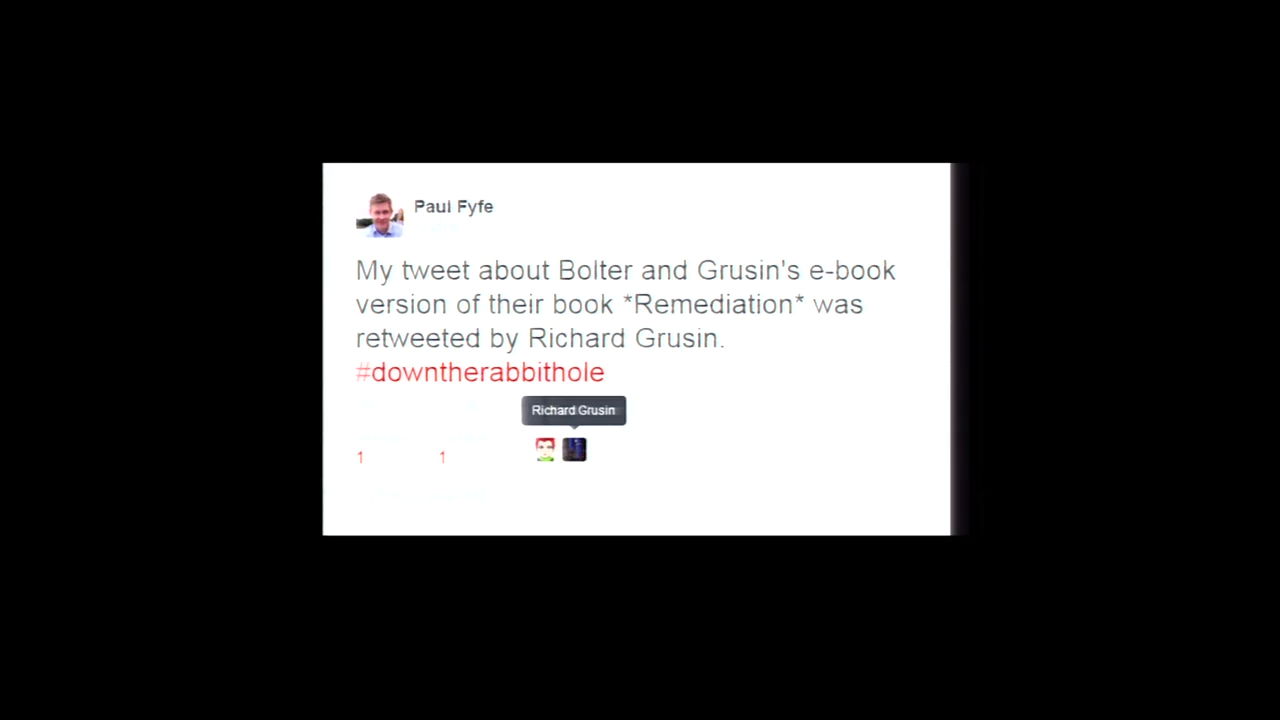 Paul Fyfe
My tweet about Bolter and Grusin's e-book
version of their book *Remediation* was
retweeted by Richard Grusin.
#downtherabbithole
Richard Grusin
1 1